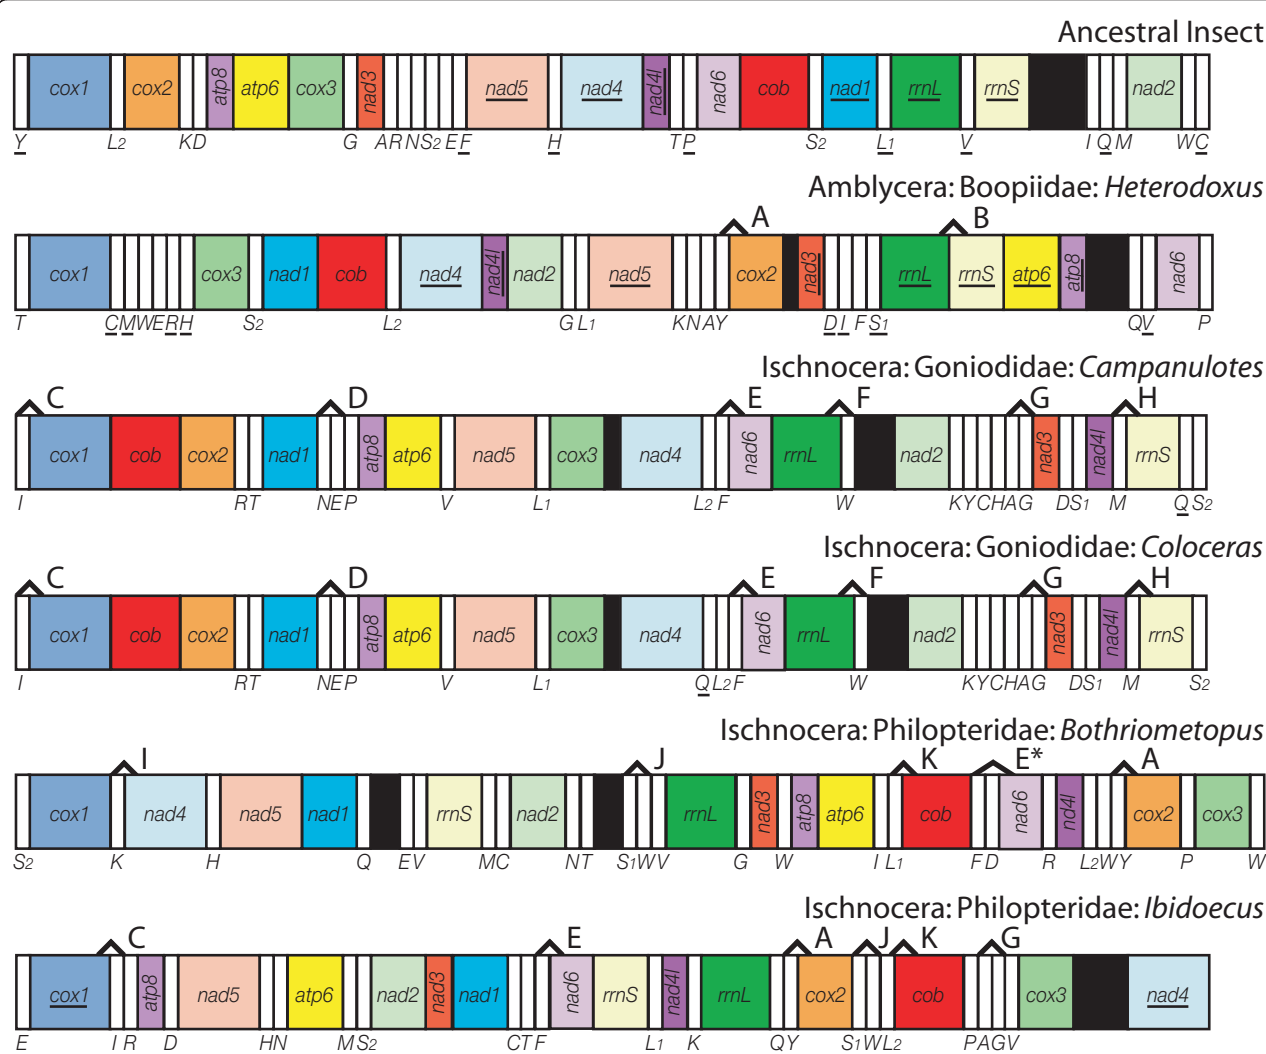 Ancestral Insect
cox1 cox2 atp8 atp6 cox3 nad3 nad5 nad4 nad4l nad6 cob nad1 rrnL rrnS nad2
Y L2 KD G ARNS2 EF H TP S2 L1 V I Q M WC
Amblycera: Boopiidae: Heterodoxus
A B
cox1 cox3 nad1 cob nad4 nad4l nad2 nad5 cox2 nad3 rrnL rrnS atp6 atp8 nad6
T CMWERH S2 L2 G L1 KNAY DI F S1 QV P
Ischnocera: Goniodidae: Campanulotes
C D E F G H
cox1 cob cox2 nad1 atp8 atp6 nad5 cox3 nad4 nad6 rrnL nad2 nad3 nad4l rrnS
I RT NEP V L1 L2 F W KYCHAG DS1 M Q S2
Ischnocera: Goniodidae: Coloceras
C D E F G H
cox1 cob cox2 nad1 atp8 atp6 nad5 cox3 nad4 nad6 rrnL nad2 nad3 nad4l rrnS
I RT NEP V L1 Q L2 F W KYCHAG DS1 M S2
Ischnocera: Philopteridae: Bothriometopus
I J K E* A
cox1 nad4 nad5 nad1 rrnS nad2 rrnL nad3 atp8 atp6 cob nad6 nd4l cox2 cox3
S2 K H Q EV MC NT S1WV G W I L1 FD R L2WY P W
Ischnocera: Philopteridae: Ibidoecus
C E A J K G
cox1 atp8 nad5 atp6 nad2 nad3 nad1 nad6 rrnS nad4l rrnL cox2 cob cox3 nad4
E I R D HN M S2 CTF L1 K QY S1WL2 PAGV